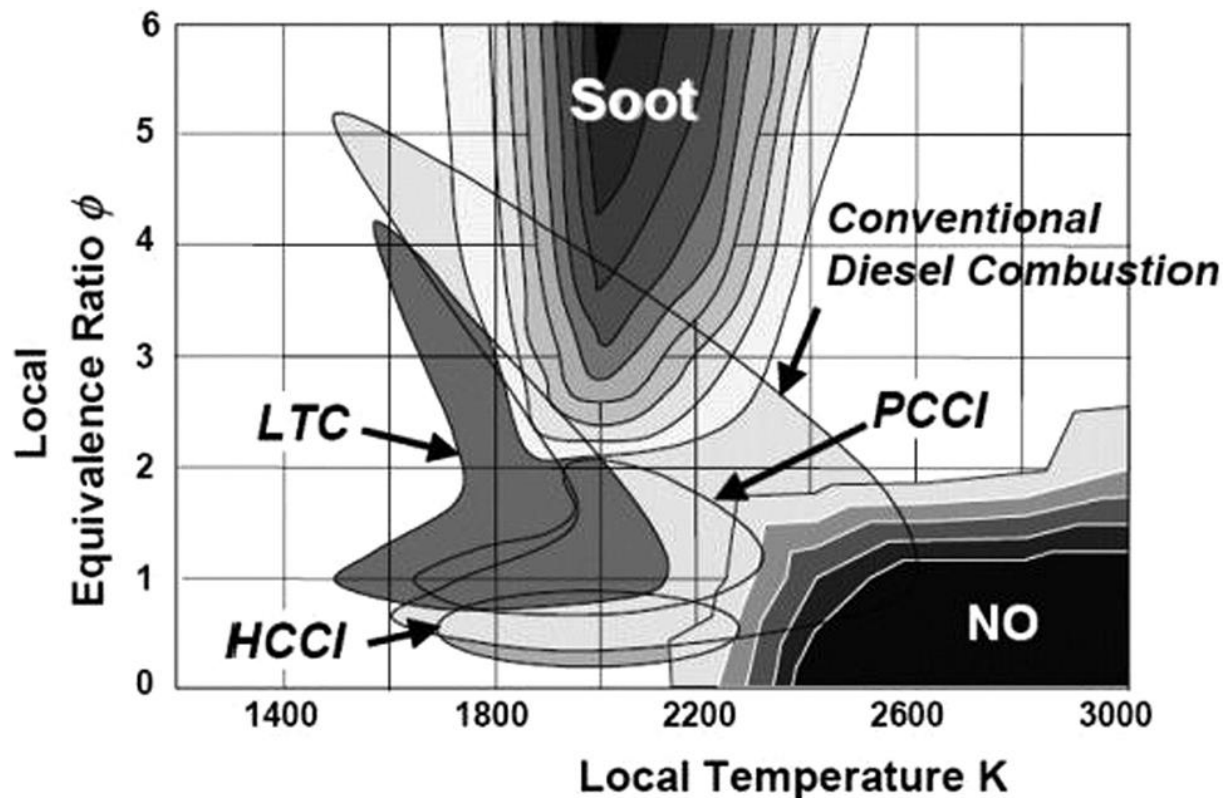 6
Soot
5
Conventional
Diesel Combustion
4
3
LTC
PCCI
2
1
HCCI
NO
0
1400 1800 2200 2600 3000
Local Temperature K
Local
Equivalence Ratio ϕ